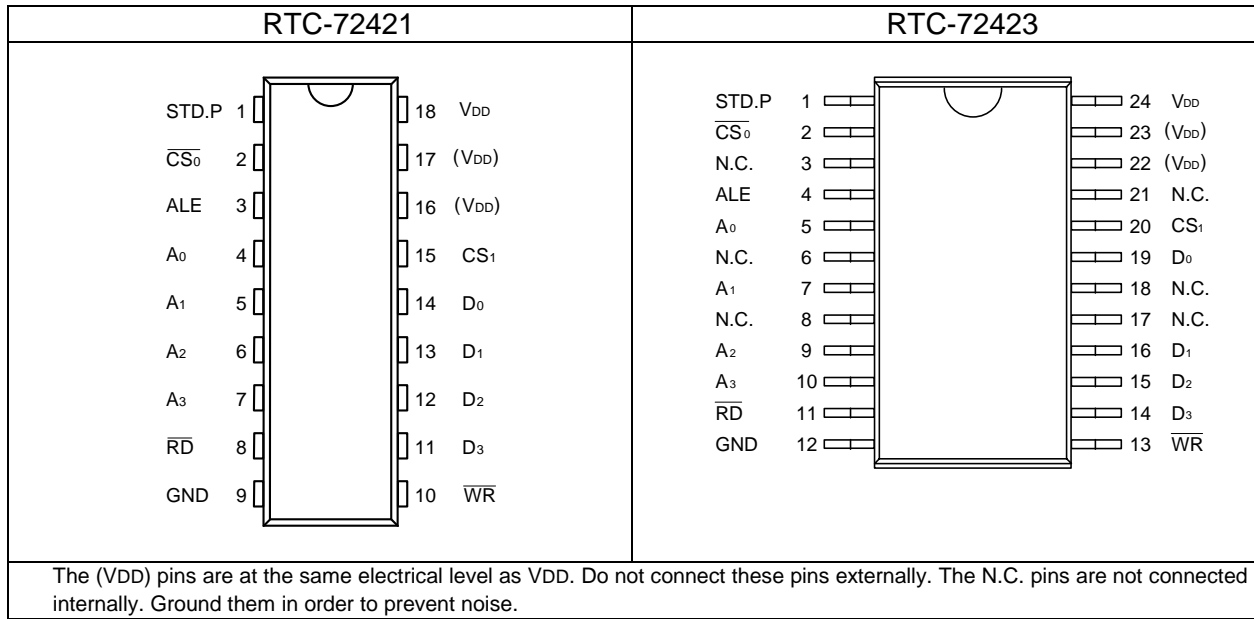 RTC-72421 RTC-72423
STD.P 1 18 VDD
CS0 2 17 (VDD)
ALE 3 16 (VDD)
A0 4 15 CS1
A1 5 14 D0
A2 6 13 D1
A3 7 12 D2
RD 8 11 D3
GND 9 10 WR
STD.P 1 24 VDD
CS0 2 23 (VDD)
N.C. 3 22 (VDD)
ALE 4 21 N.C.
A0 5 20 CS1
N.C. 6 19 D0
A1 7 18 N.C.
N.C. 8 17 N.C.
A2 9 16 D1
A3 10 15 D2
RD 11 14 D3
GND 12 13 WR
The (VDD) pins are at the same electrical level as VDD. Do not connect these pins externally. The N.C. pins are not connected
internally. Ground them in order to prevent noise.